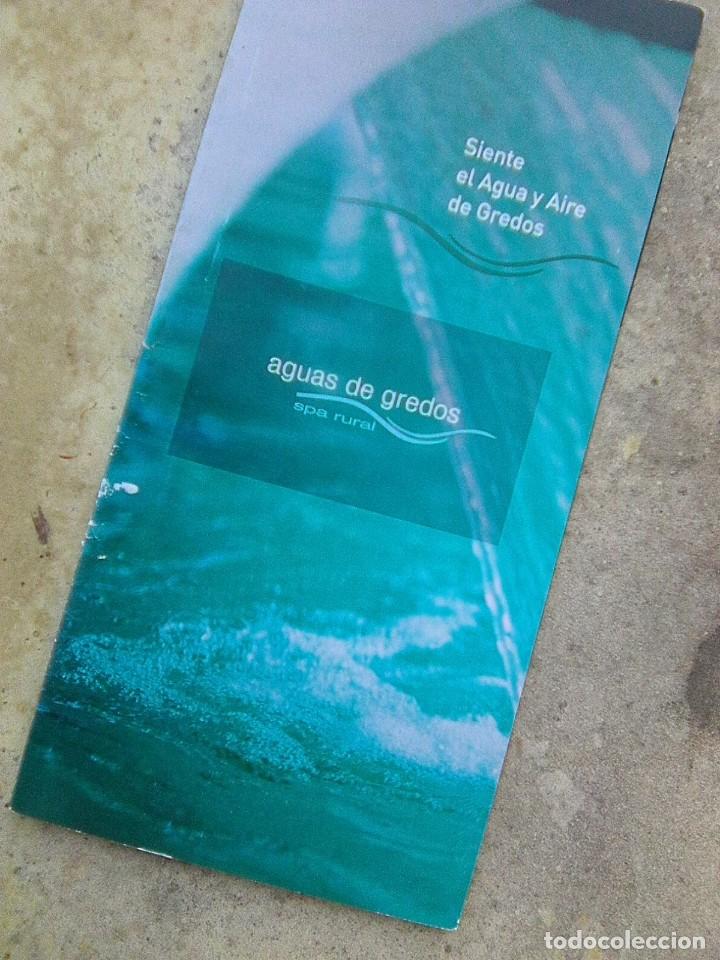 Siente
el Agua y Aire
de Gredos
aguas de gredos
spa rural
todocoleccion